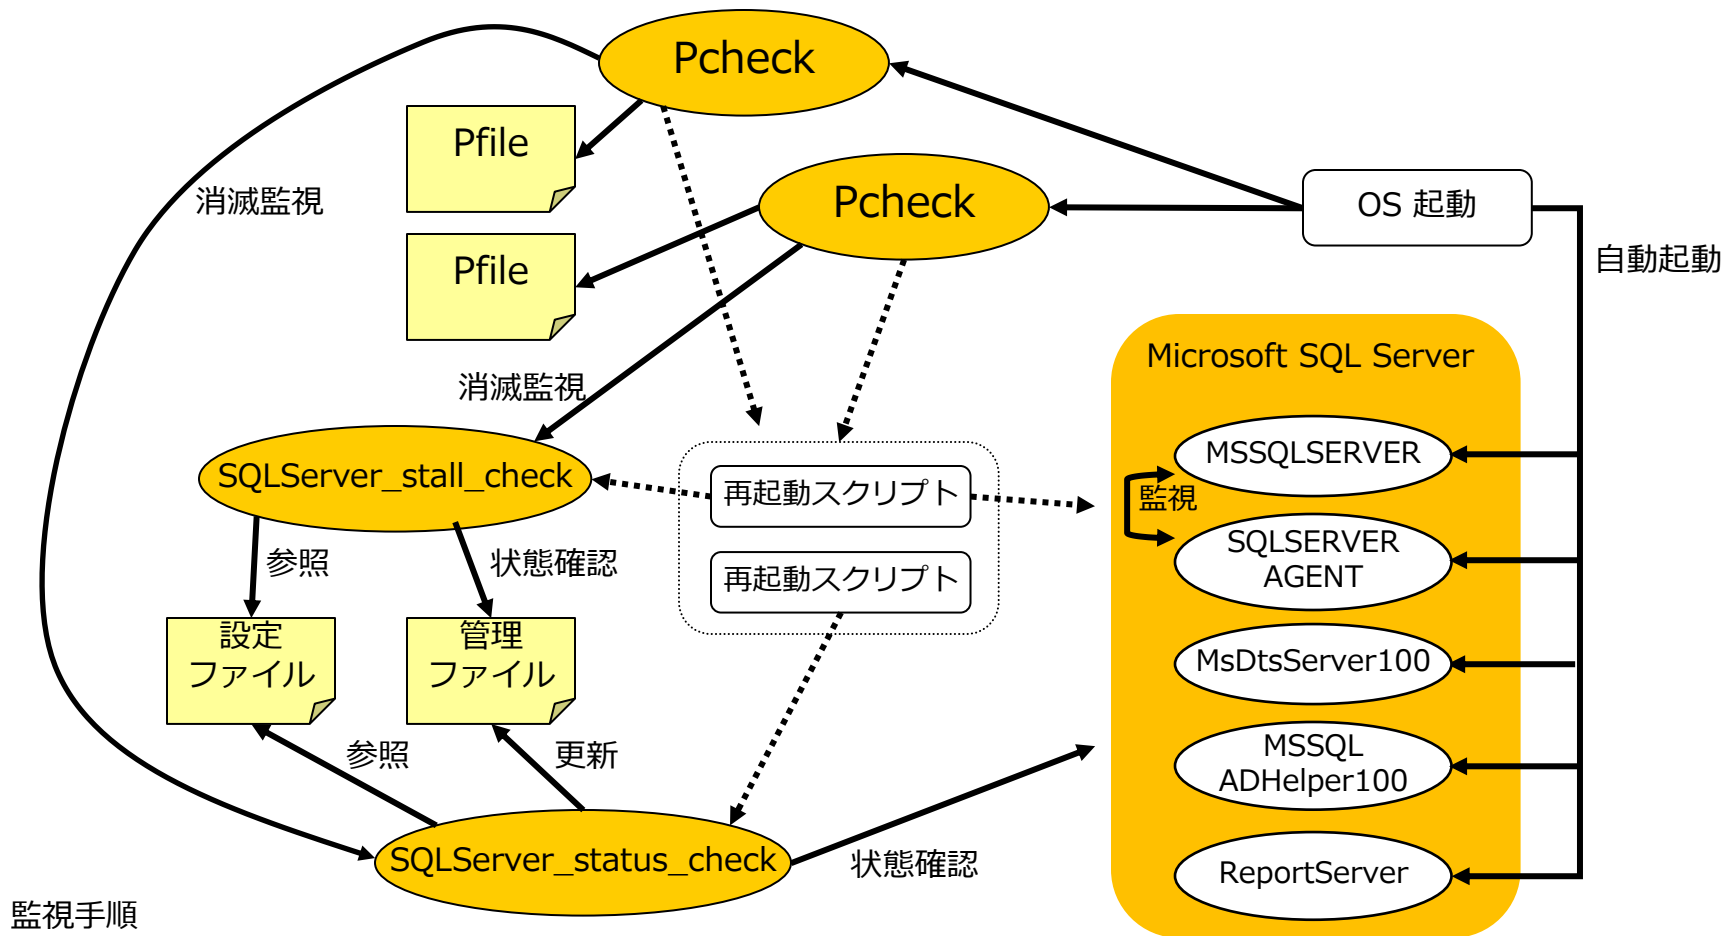 Pcheck
Pfile
消滅監視
Pcheck
OS 起動
Pfile
自動起動
Microsoft SQL Server
消滅監視
MSSQLSERVER
SQLServer_stall_check
再起動スクリプト
監視
SQLSERVER
AGENT
参照
状態確認
再起動スクリプト
設定
ファイル
管理
ファイル
MsDtsServer100
参照
更新
MSSQL
ADHelper100
SQLServer_status_check
状態確認
ReportServer
監視手順